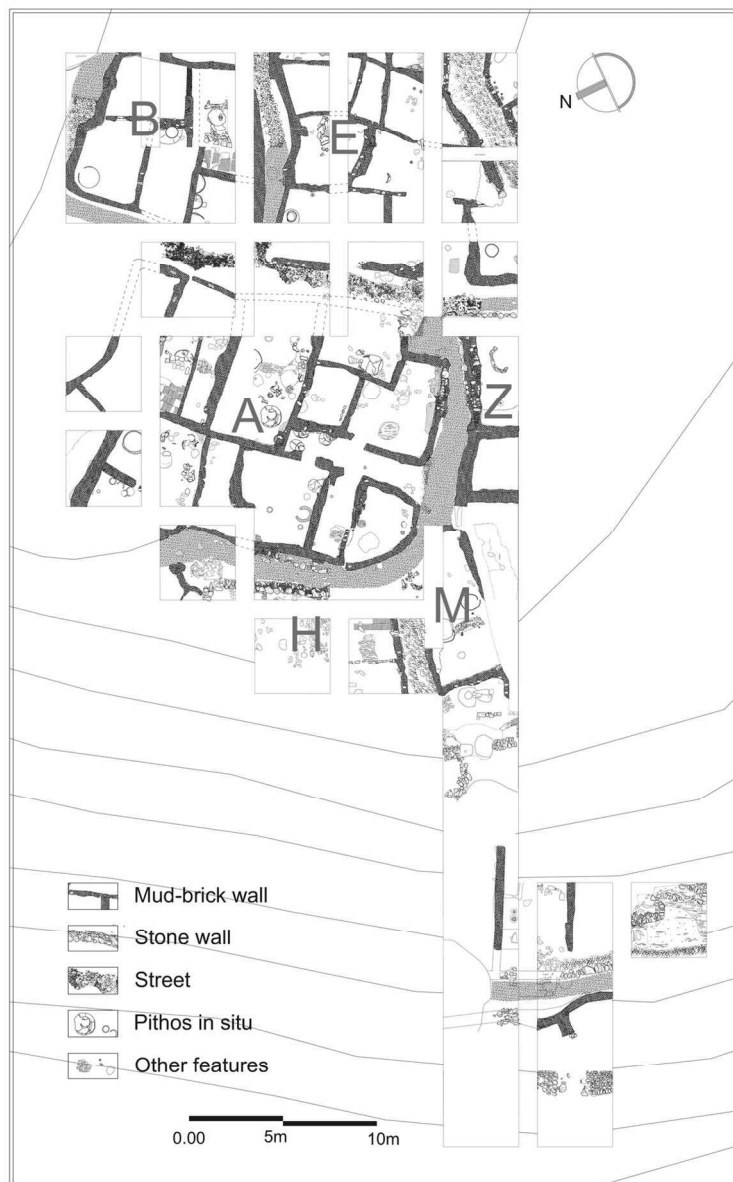 N
B
E
A
Z
M
H
Mud-brick wall
Stone wall
Street
Pithos in situ
Other features
0.00 5m 10m